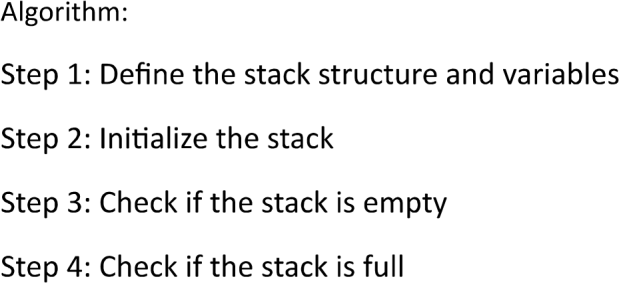 Algorithm:
Step 1: Define the stack structure and variables
Step 2: Initialize the stack
Step 3: Check if the stack is empty
Step 4: Check if the stack is full